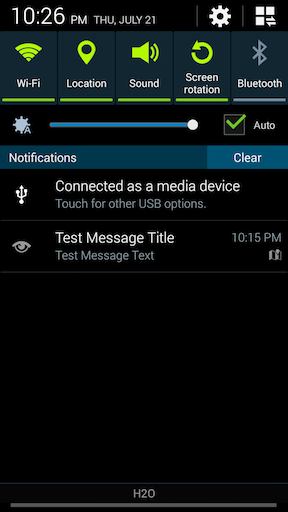 10:26 PM THU, JULY 21
Wi-Fi
Location
Sound
Screen
rotation
Bluetooth
A
Auto
Notifications
Clear
Connected as a media device
Touch for other USB options.
Test Message Title
10:15 PM
Test Message Text
H2O